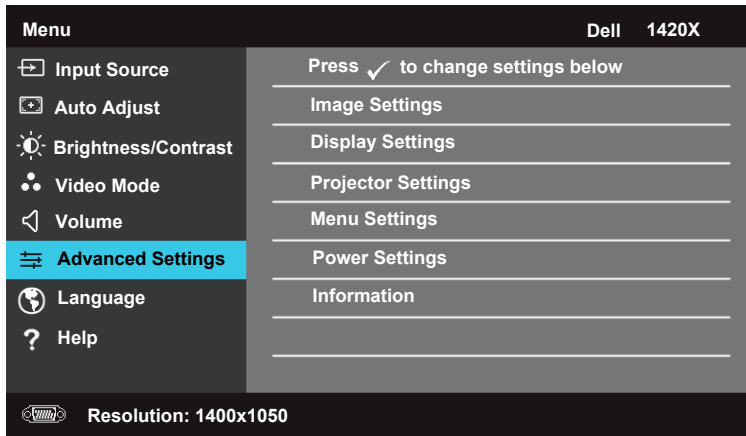 Menu Dell 1420X
Input Source
Auto Adjust
Brightness/Contrast
Video Mode
Volume
Advanced Settings
Language
? Help
Press ✓ to change settings below
Image Settings
Display Settings
Projector Settings
Menu Settings
Power Settings
Information
Resolution: 1400x1050